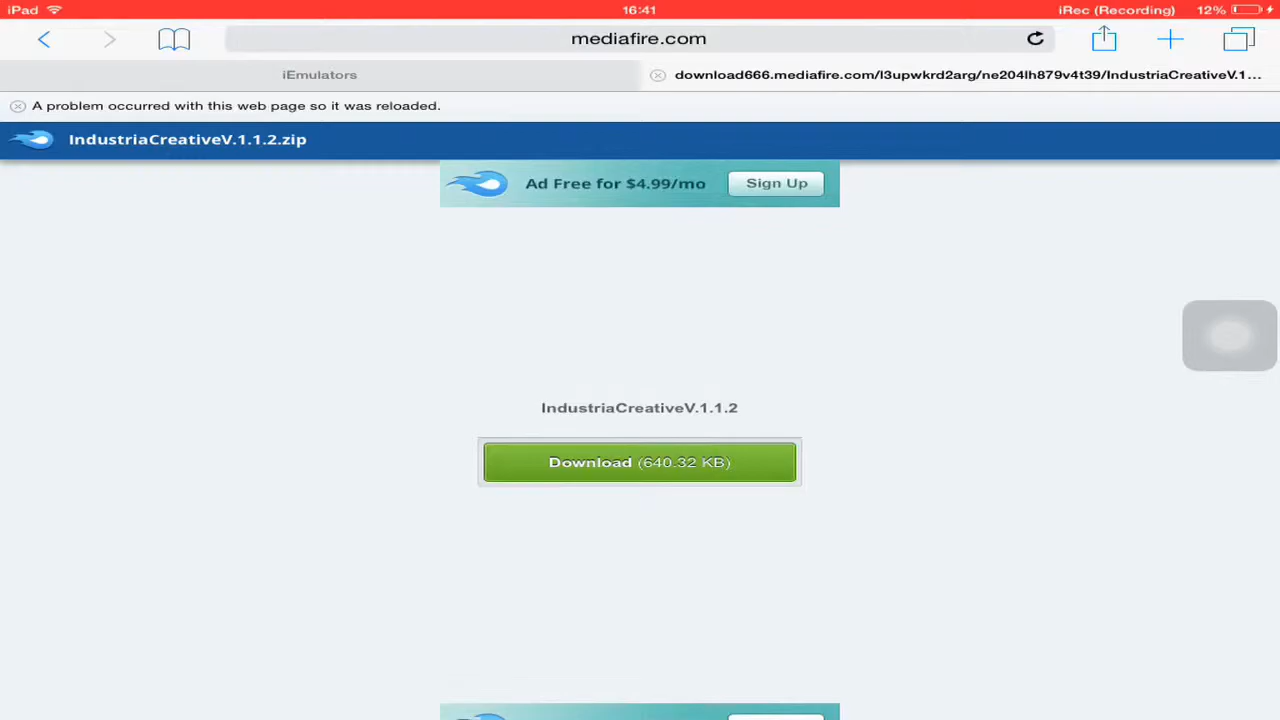 iPad
16:41
iRec (Recording)
12%
mediafire.com
iEmulators
download666.mediafire.com/l3upwkrd2arg/ne204lh879v4t39/IndustriaCreativeV.1...
A problem occurred with this web page so it was reloaded.
IndustriaCreativeV.1.1.2.zip
Ad Free for $4.99/mo
Sign Up
IndustriaCreativeV.1.1.2
Download (640.32 KB)